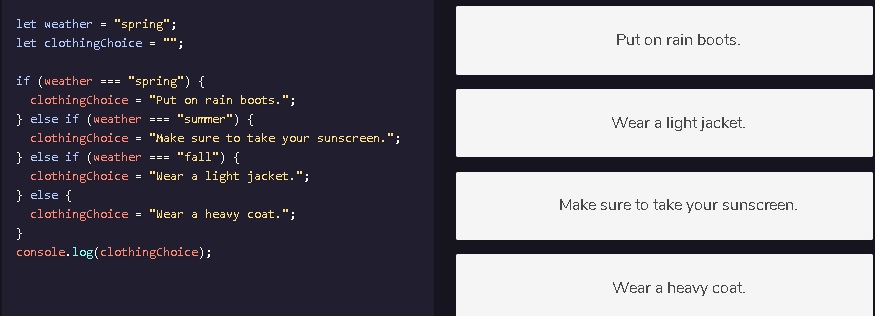 let weather = "spring";
let clothingChoice = "";
if (weather === "spring") {
clothingChoice = "Put on rain boots.";
} else if (weather === "summer") {
clothingChoice = "Make sure to take your sunscreen.";
} else if (weather === "fall") {
clothingChoice = "Wear a light jacket.";
} else {
clothingChoice = "Wear a heavy coat.";
}
console.log(clothingChoice);
Put on rain boots.
Wear a light jacket.
Make sure to take your sunscreen.
Wear a heavy coat.